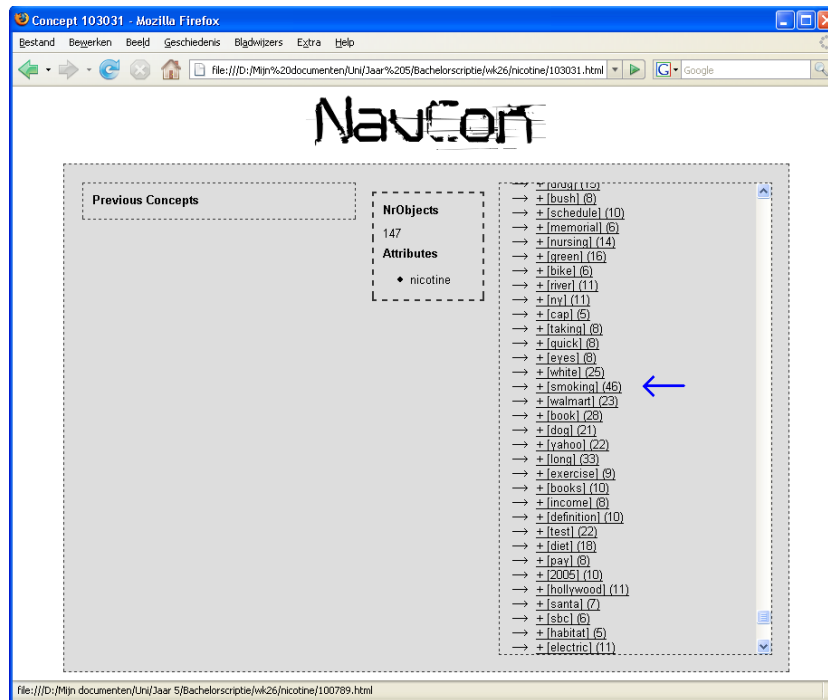 Concept 103031 - Mozilla Firefox
Bestand Bewerken Beeld Geschiedenis Bladwijzers Extra Help
file:///D:/Mijn%20documenten/Uni/Jaar%205/Bachelorscriptie/wk26/nicotine/103031.html
G Google
NavCon
Previous Concepts
NrObjects
147
Attributes
nicotine
+ [drug] (15)
+ [bush] (8)
+ [schedule] (10)
+ [memorial] (6)
+ [nursing] (14)
+ [green] (16)
+ [bike] (6)
+ [river] (11)
+ [ny] (11)
+ [cap] (5)
+ [taking] (8)
+ [quick] (8)
+ [eyes] (8)
+ [white] (25)
+ [smoking] (46)
+ [walmart] (23)
+ [book] (28)
+ [dog] (21)
+ [yahoo] (22)
+ [long] (33)
+ [exercise] (9)
+ [books] (10)
+ [income] (8)
+ [definition] (10)
+ [test] (22)
+ [diet] (18)
+ [pay] (8)
+ [2005] (10)
+ [hollywood] (11)
+ [santa] (7)
+ [sbc] (6)
+ [habitat] (5)
+ [electric] (11)
file:///D:/Mijn documenten/Uni/Jaar 5/Bachelorscriptie/wk26/nicotine/100789.html